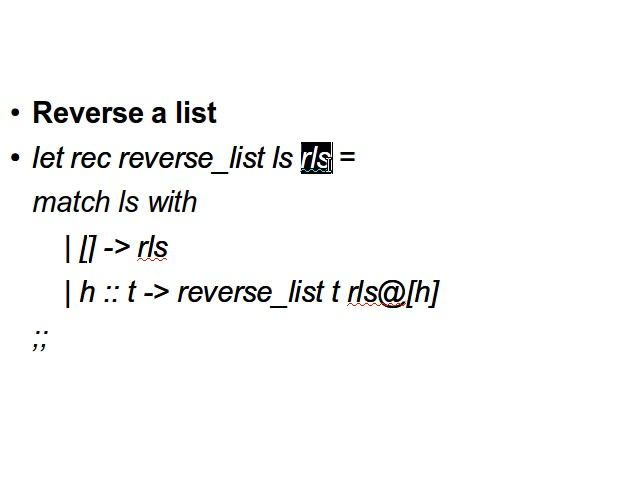 • Reverse a list
• let rec reverse_list ls rls =
match ls with
| [] -> rls
| h :: t -> reverse_list t rls@[h]
;;